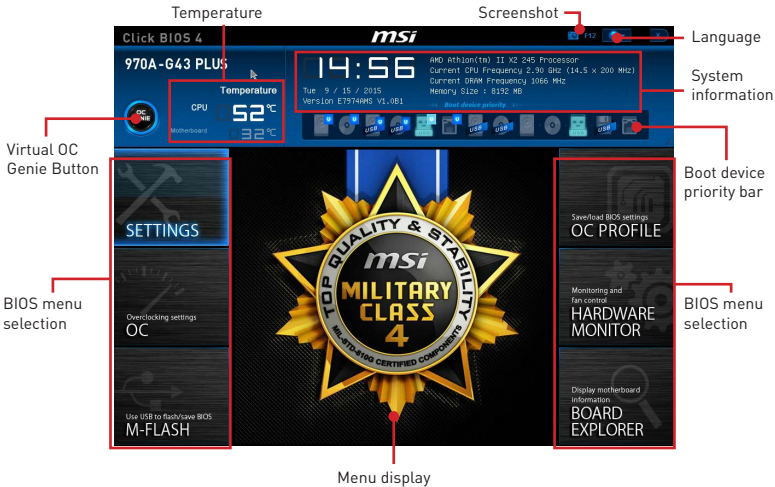 Temperature
Screenshot
Click BIOS 4
msi
F12
X
Language
970A-G43 PLUS
Temperature
CPU
52°C
Motherboard
32°C
OC
GENIE
14:56
Tue 9 / 15 / 2015
Version E7974AMS V1.0B1
AMD Athlon(tm) II X2 245 Processor
Current CPU Frequency 2.90 GHz (14.5 x 200 MHz)
Current DRAM Frequency 1066 MHz
Memory Size : 8192 MB
Boot device priority
U
U
U
USB
U
U
USB
USB
USB
System
information
Virtual OC
Genie Button
Boot device
priority bar
SETTINGS
Overclocking settings
OC
Use USB to flash/save BIOS
M-FLASH
BIOS menu
selection
TOP QUALITY & STABILITY
msi
MILITARY
CLASS
4
MIL-STD-810G CERTIFIED COMPONENTS
Save/load BIOS settings
OC PROFILE
Monitoring and
fan control
HARDWARE
MONITOR
Display motherboard
information
BOARD
EXPLORER
BIOS menu
selection
Menu display